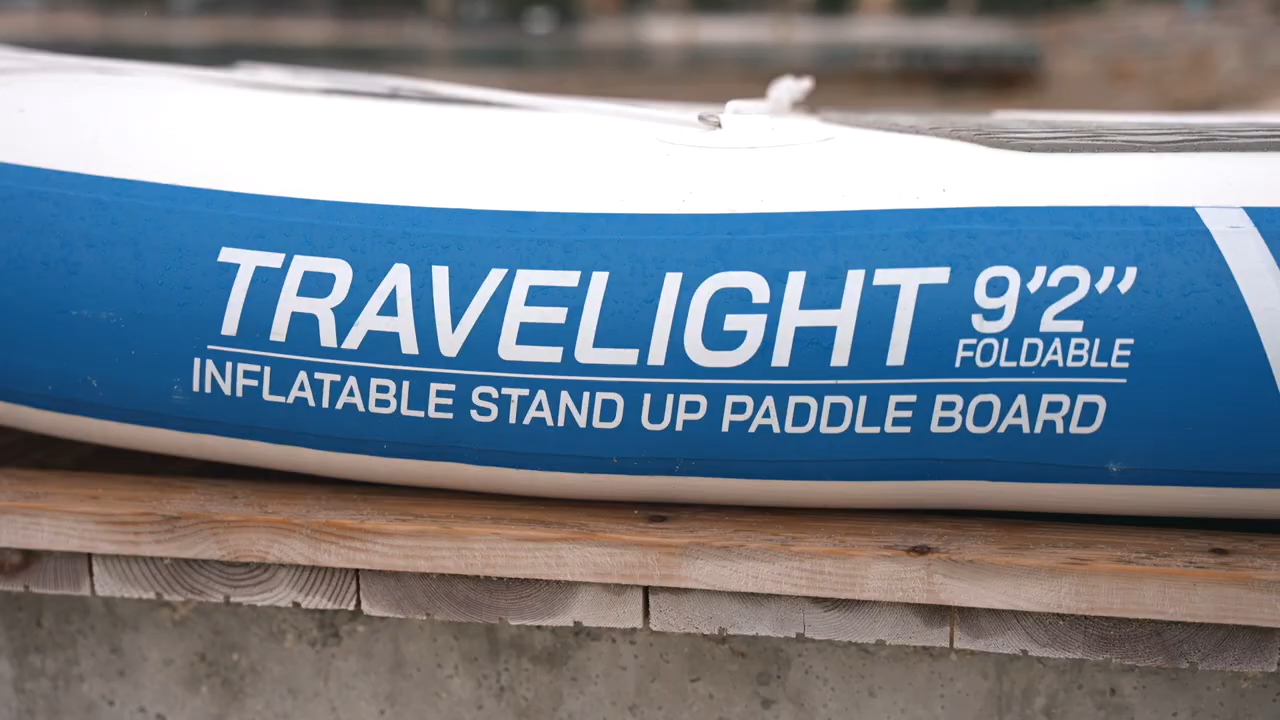 TRAVELIGHT 9’2’’
FOLDABLE
INFLATABLE STAND UP PADDLE BOARD